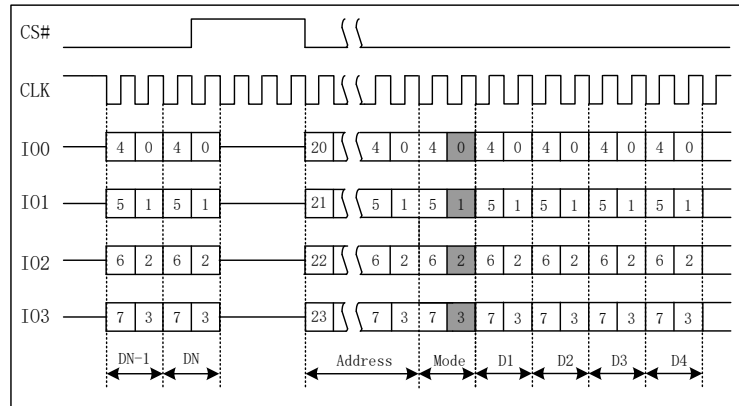 CS#
CLK
IO0 4 0 4 0 20 4 0 4 0 4 0 4 0 4 0 4 0
IO1 5 1 5 1 21 5 1 5 1 5 1 5 1 5 1 5 1
IO2 6 2 6 2 22 6 2 6 2 6 2 6 2 6 2 6 2
IO3 7 3 7 3 23 7 3 7 3 7 3 7 3 7 3 7 3
DN-1 DN Address Mode D1 D2 D3 D4